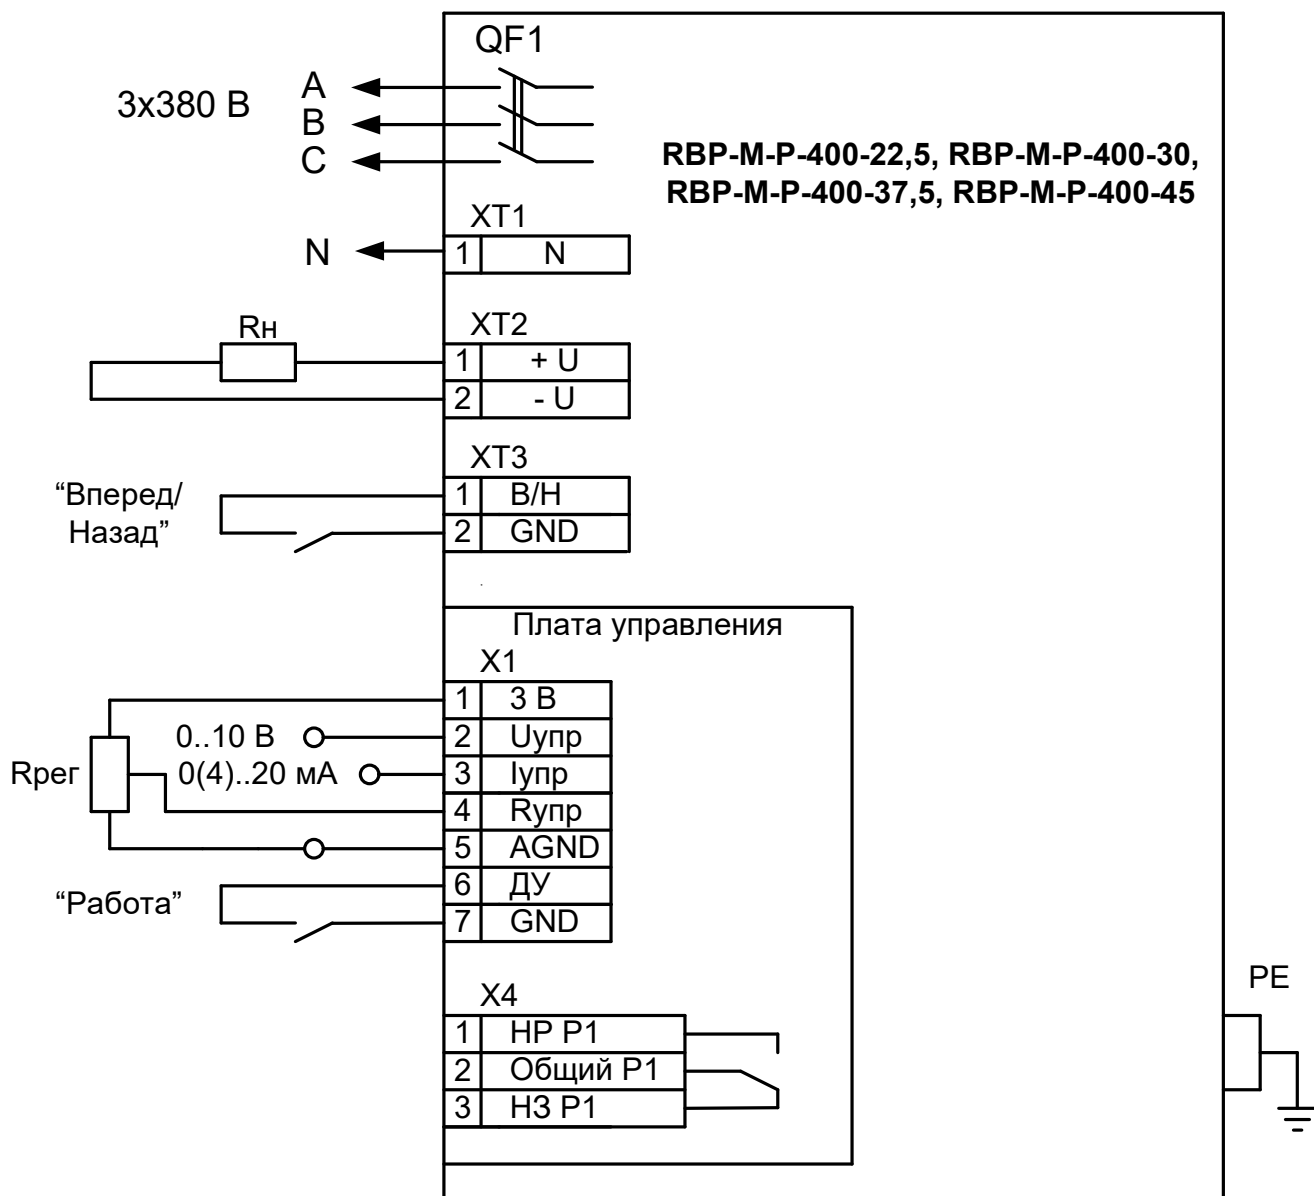 QF1
3x380 В
A
B
C
RBP-M-P-400-22,5, RBP-M-P-400-30,
RBP-M-P-400-37,5, RBP-M-P-400-45
XT1
N
1 N
Rн
XT2
1 + U
2 - U
XT3
“Вперед/
Назад”
1 В/Н
2 GND
Плата управления
X1
1 3 В
0..10 В 2 Uупр
Rрег 0(4)..20 мА 3 Iупр
4 Rупр
5 AGND
“Работа” 6 ДУ
7 GND
X4
1 НР Р1
2 Общий Р1
3 НЗ Р1
PE